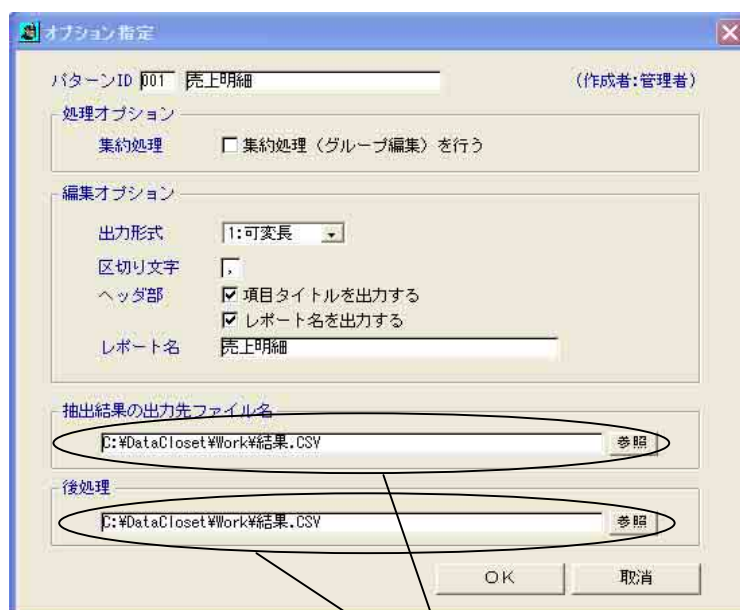 オプション指定
パターンID 001 売上明細 (作成者:管理者)
処理オプション
集約処理 集約処理(グループ編集)を行う
編集オプション
出力形式 1:可変長
区切り文字 ,
ヘッダ部 項目タイトルを出力する
レポート名を出力する
レポート名 売上明細
抽出結果の出力先ファイル名
C:¥DataCloset¥Work¥結果.CSV 参照
後処理
C:¥DataCloset¥Work¥結果.CSV 参照
OK 取消